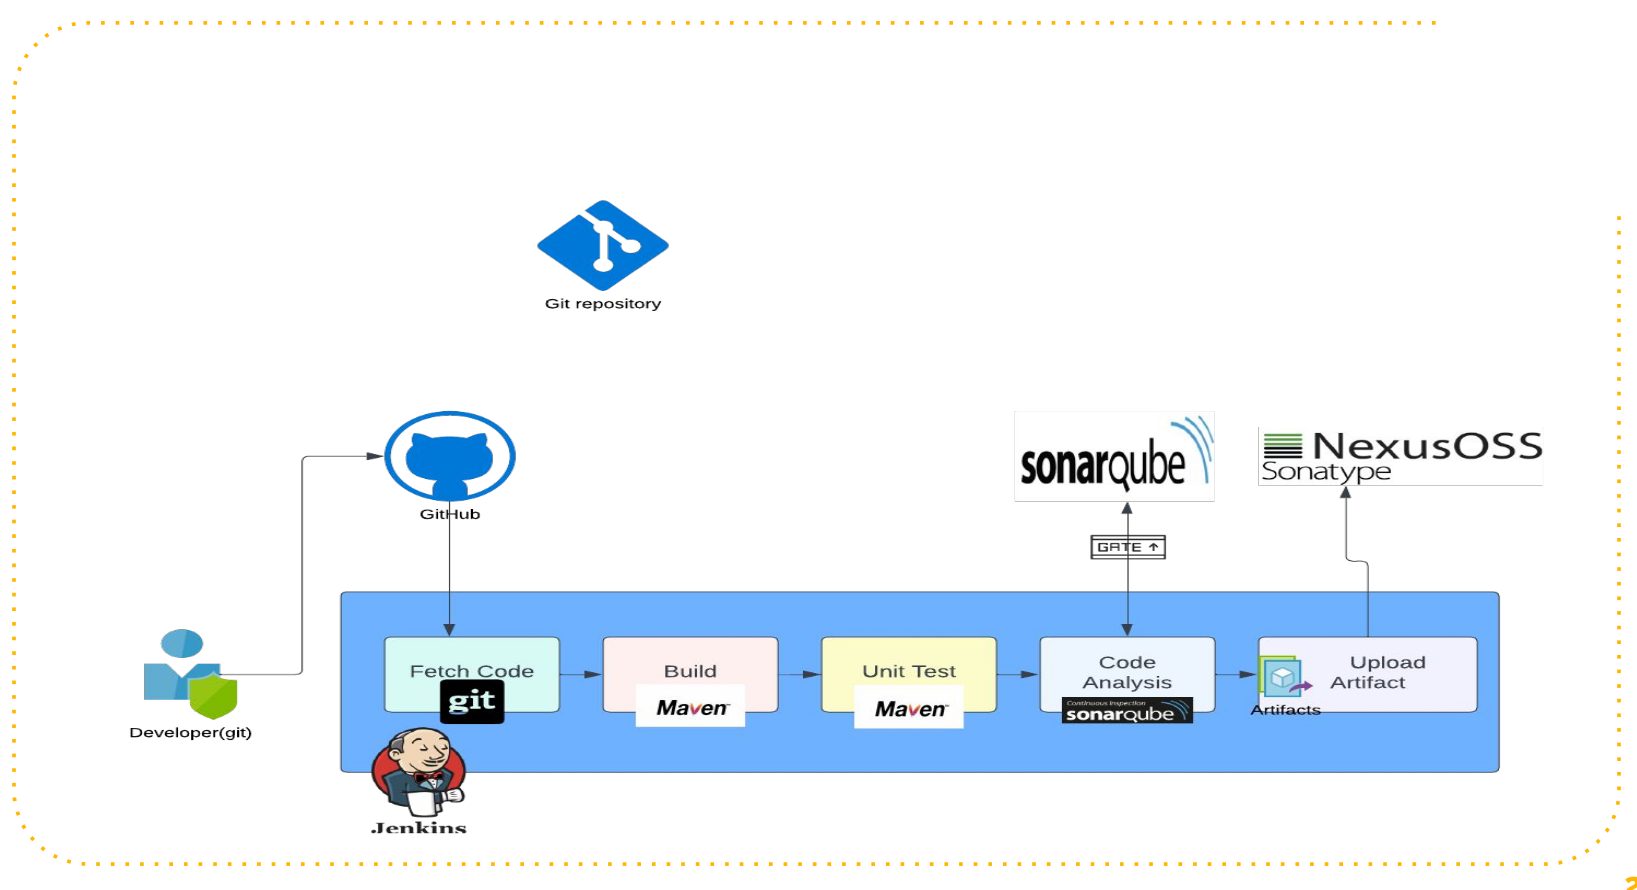 Git repository
GitHub
sonarqube
NexusOSS
Sonatype
GATE ↑
Developer(git)
Fetch Code
git
Build
Maven
Unit Test
Maven
Code
Analysis
Continuous Inspection
sonarqube
Upload
Artifact
Artifacts
Jenkins